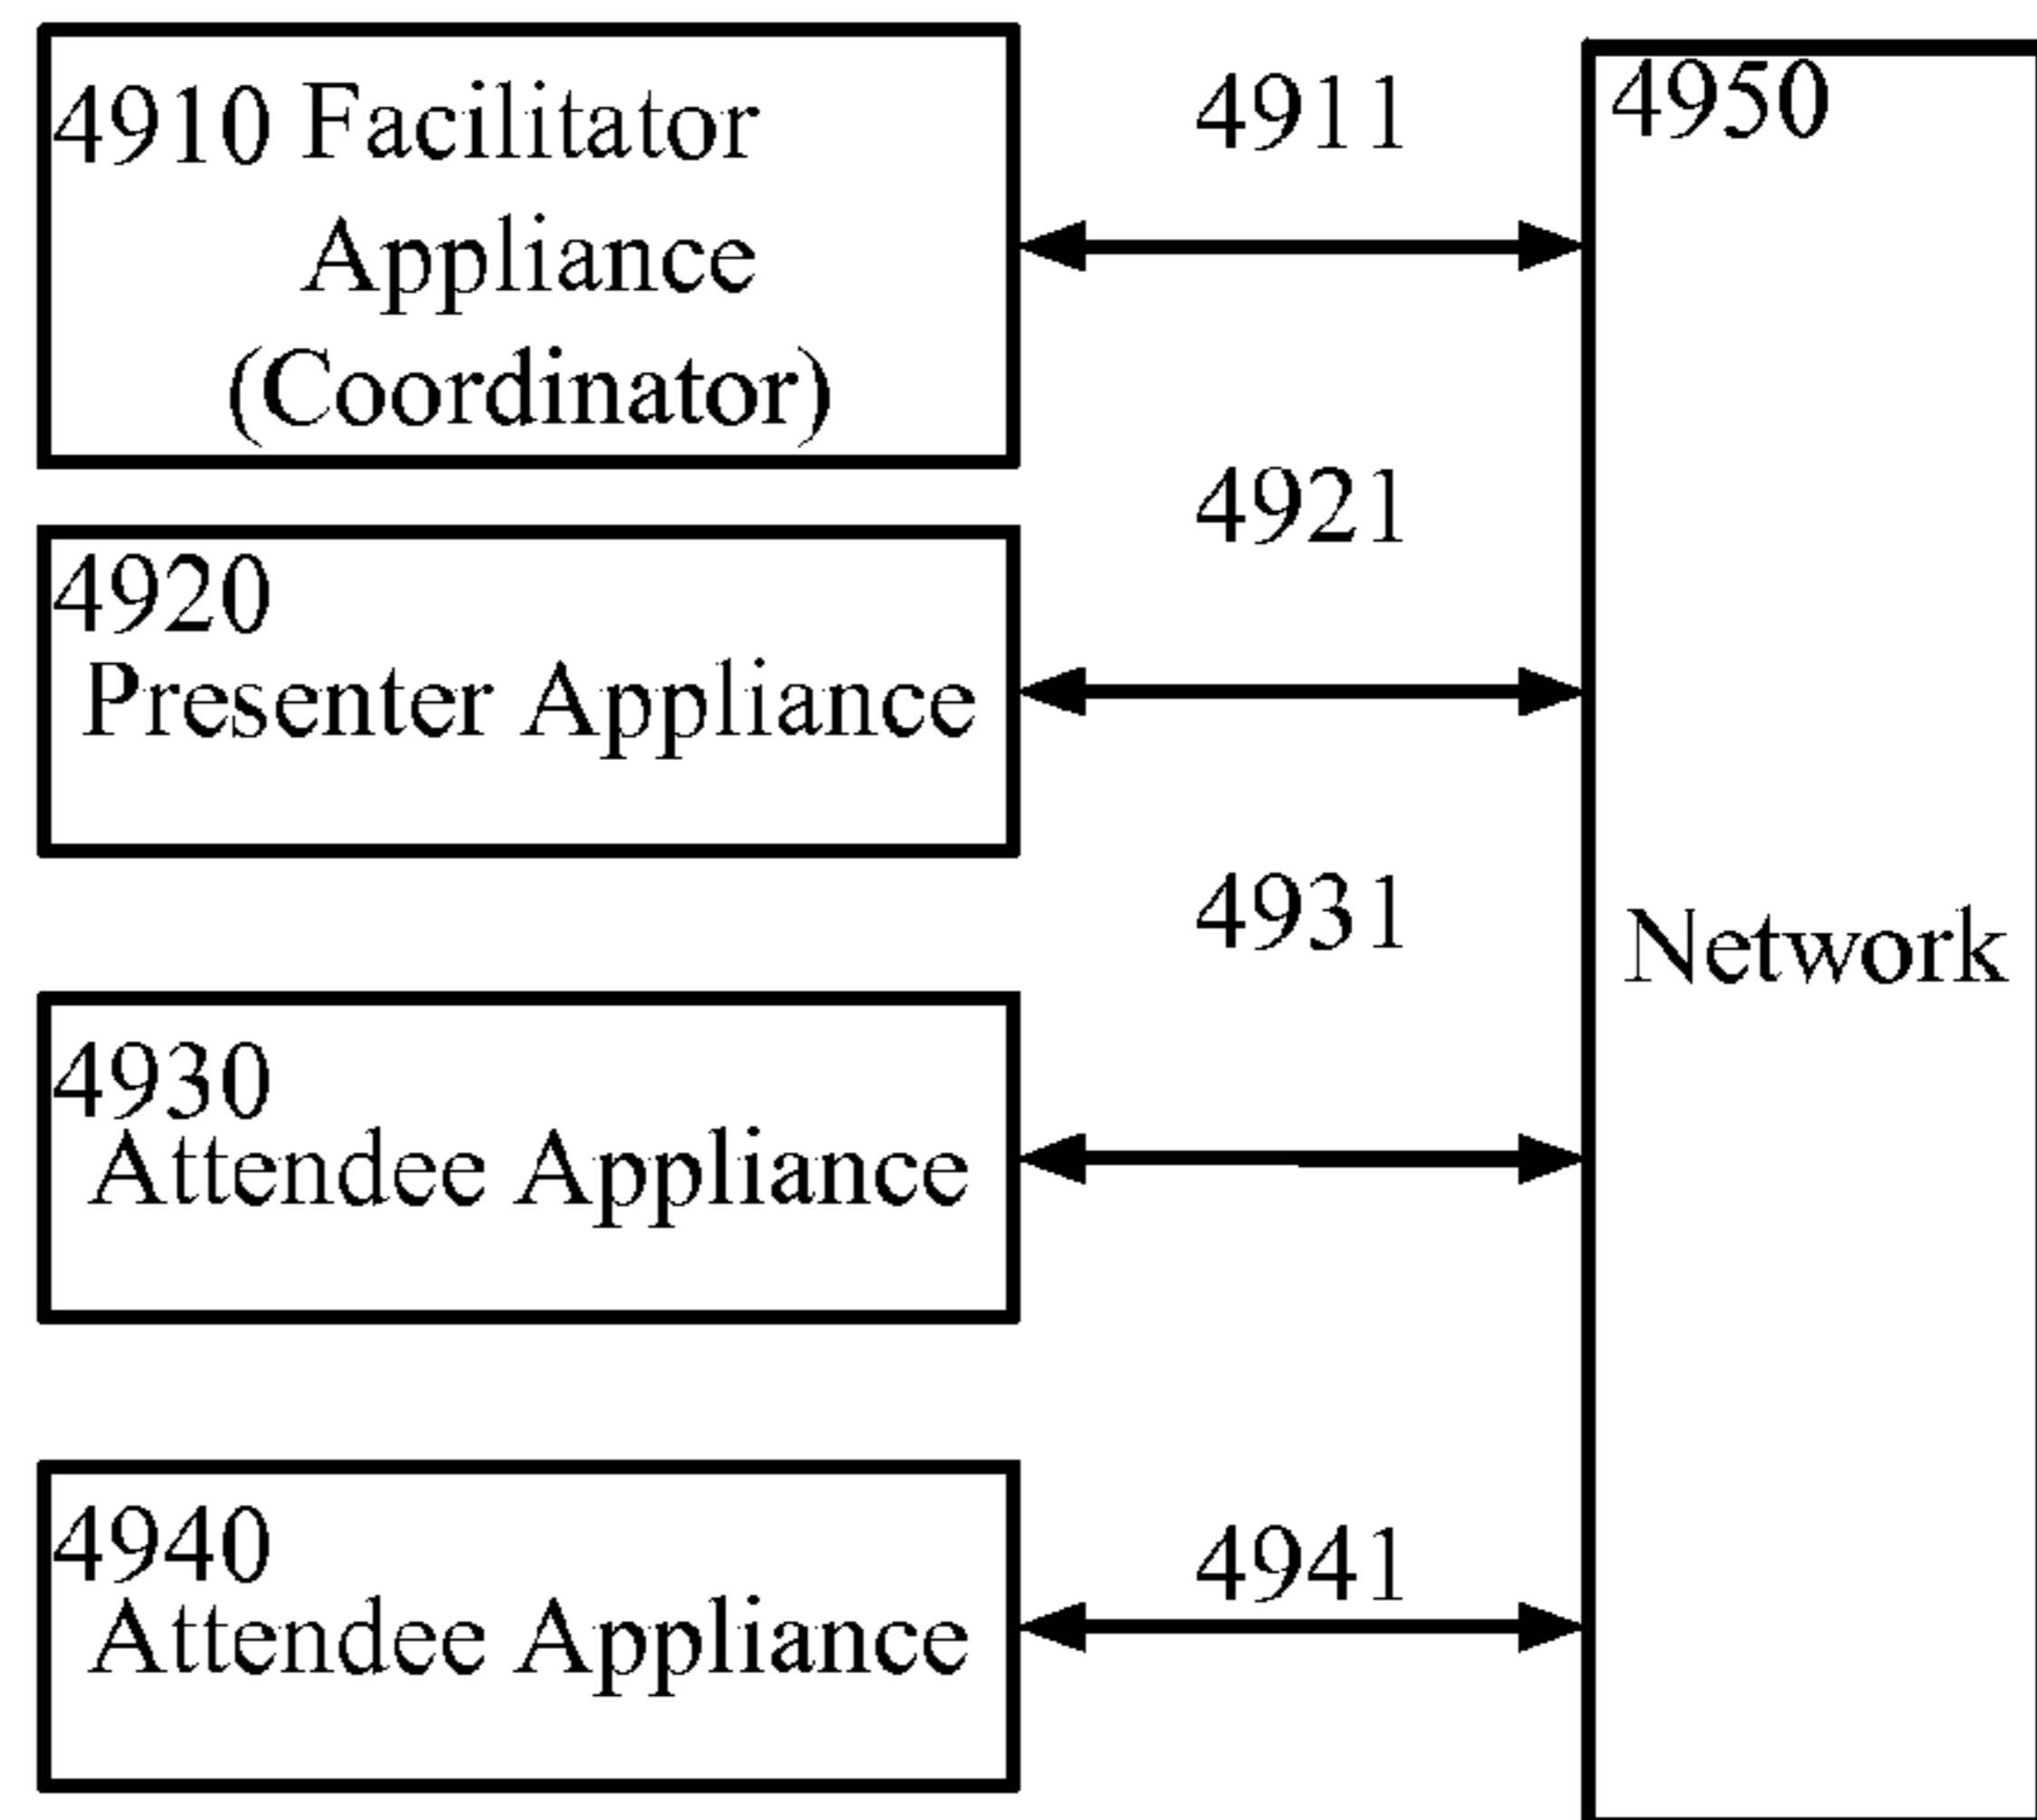 4910 Facilitator
Appliance
(Coordinator)
4911
4950
4921
4920
Presenter Appliance
4931
Network
4930
Attendee Appliance
4940
Attendee Appliance
4941